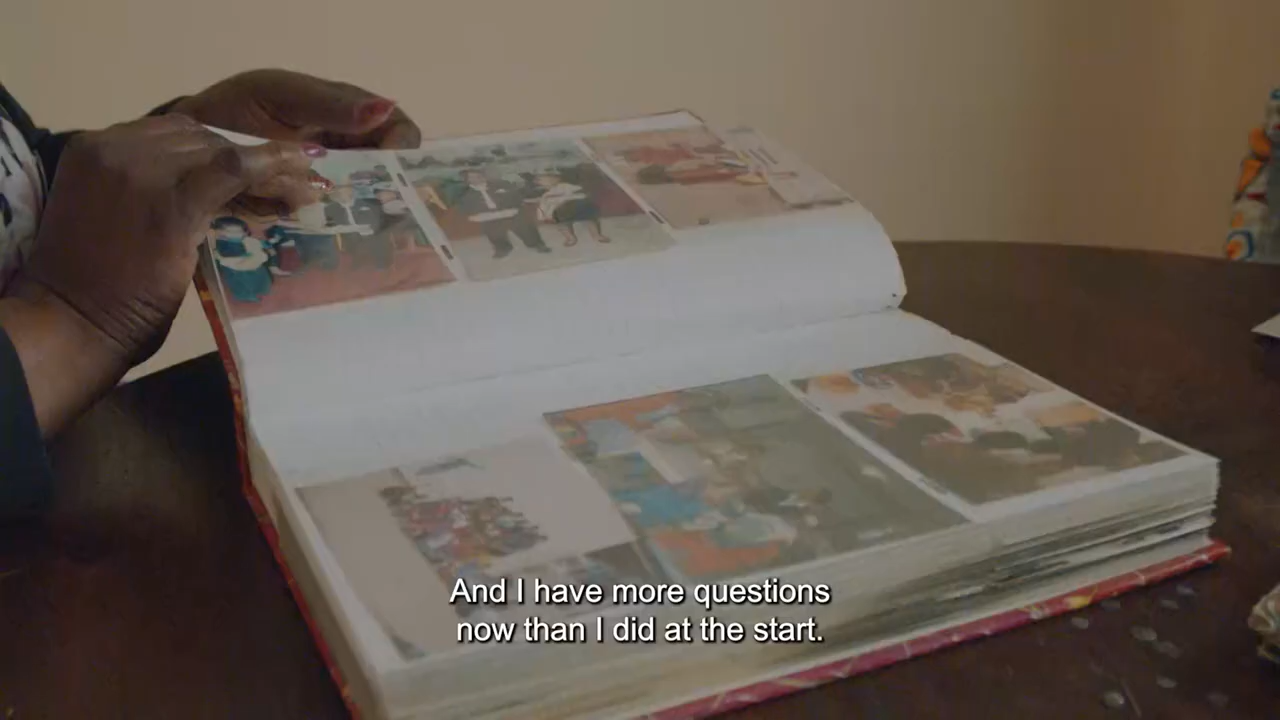 And I have more questions
now than I did at the start.